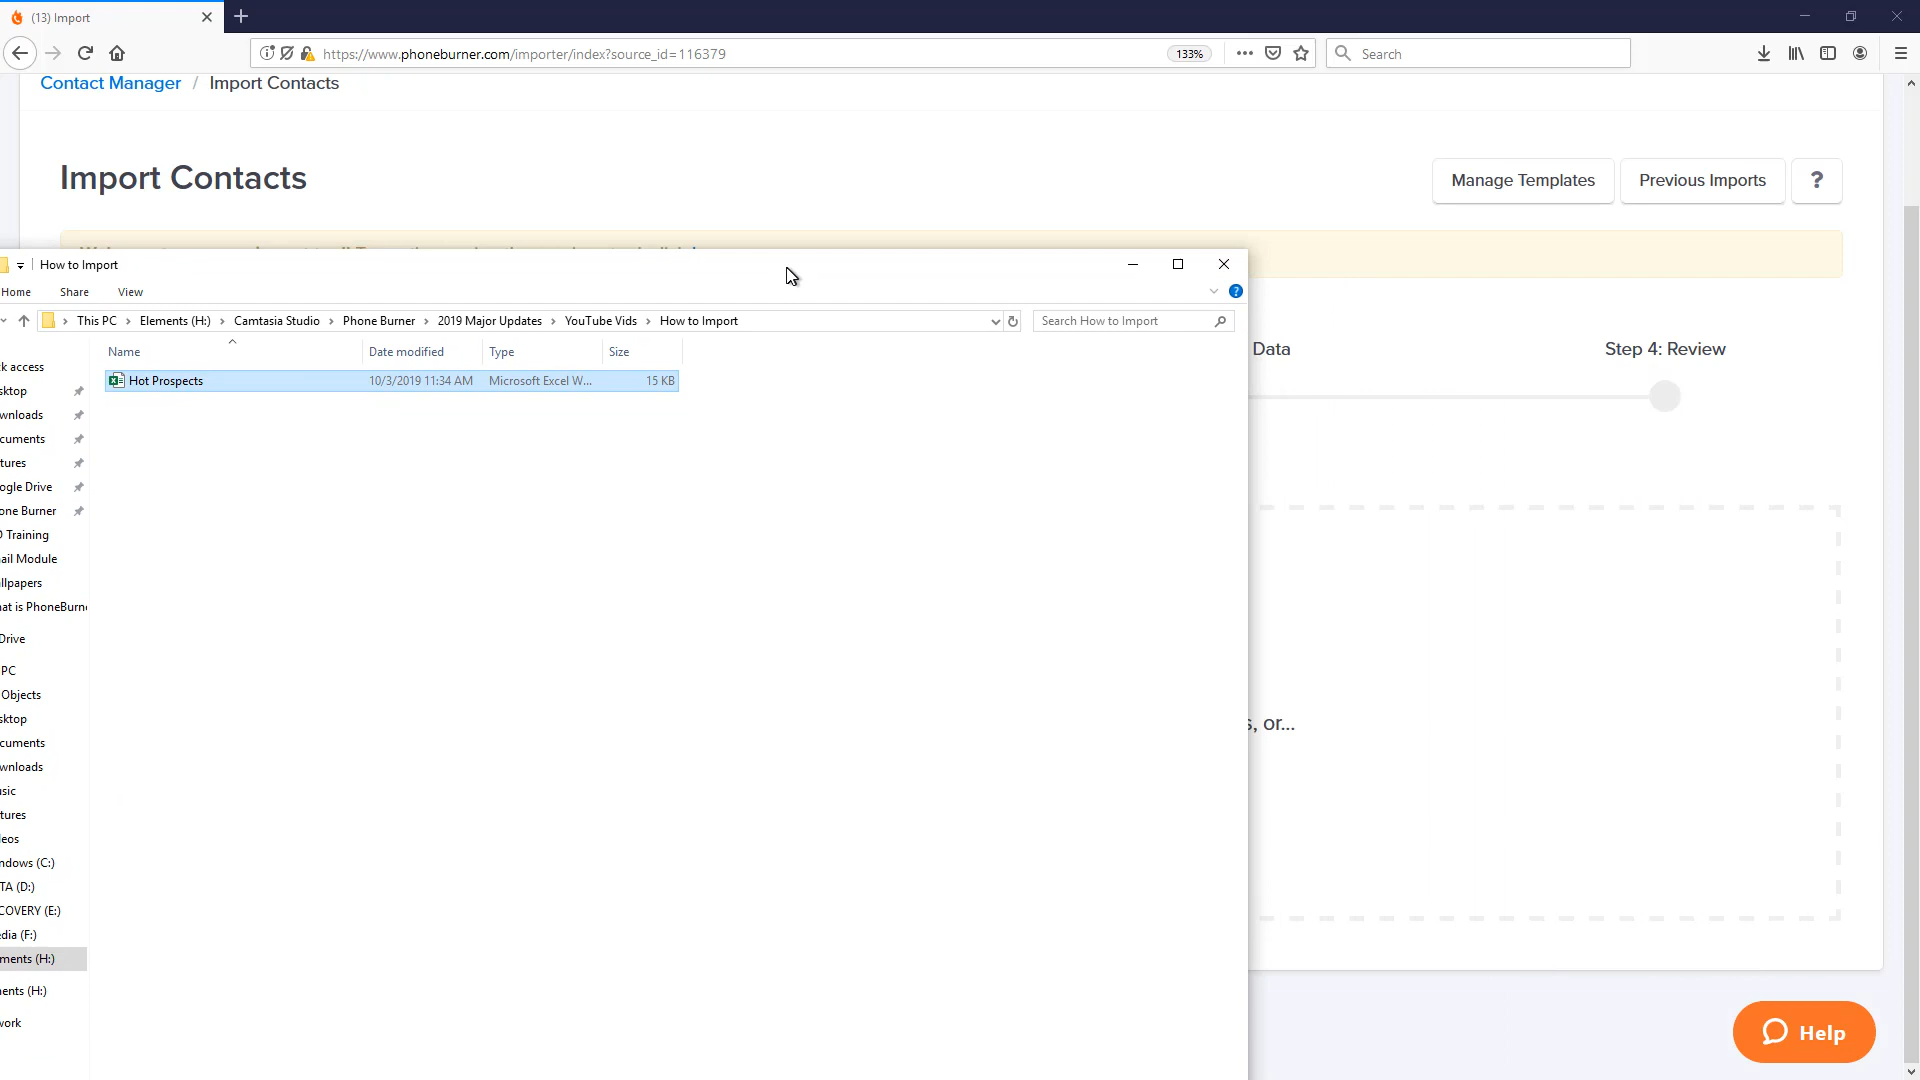 (13) Import
https://www.phoneburner.com/importer/index?source_id=116379
133%
Search
Contact Manager / Import Contacts
Import Contacts
Manage Templates
Previous Imports
?
How to Import
Home
Share
View
This PC
Elements (H:)
Camtasia Studio
Phone Burner
2019 Major Updates
YouTube Vids
How to Import
Search How to Import
Name
Date modified
Type
Size
Hot Prospects
10/3/2019 11:34 AM
Microsoft Excel W...
15 KB
k access
sktop
wnloads
cuments
tures
ogle Drive
one Burner
Training
ail Module
llpapers
hat is PhoneBurne
Drive
PC
Objects
sktop
cuments
wnloads
sic
tures
eos
ndows (C:)
TA (D:)
COVERY (E:)
edia (F:)
ments (H:)
ents (H:)
work
Data
Step 4: Review
s, or...
Help